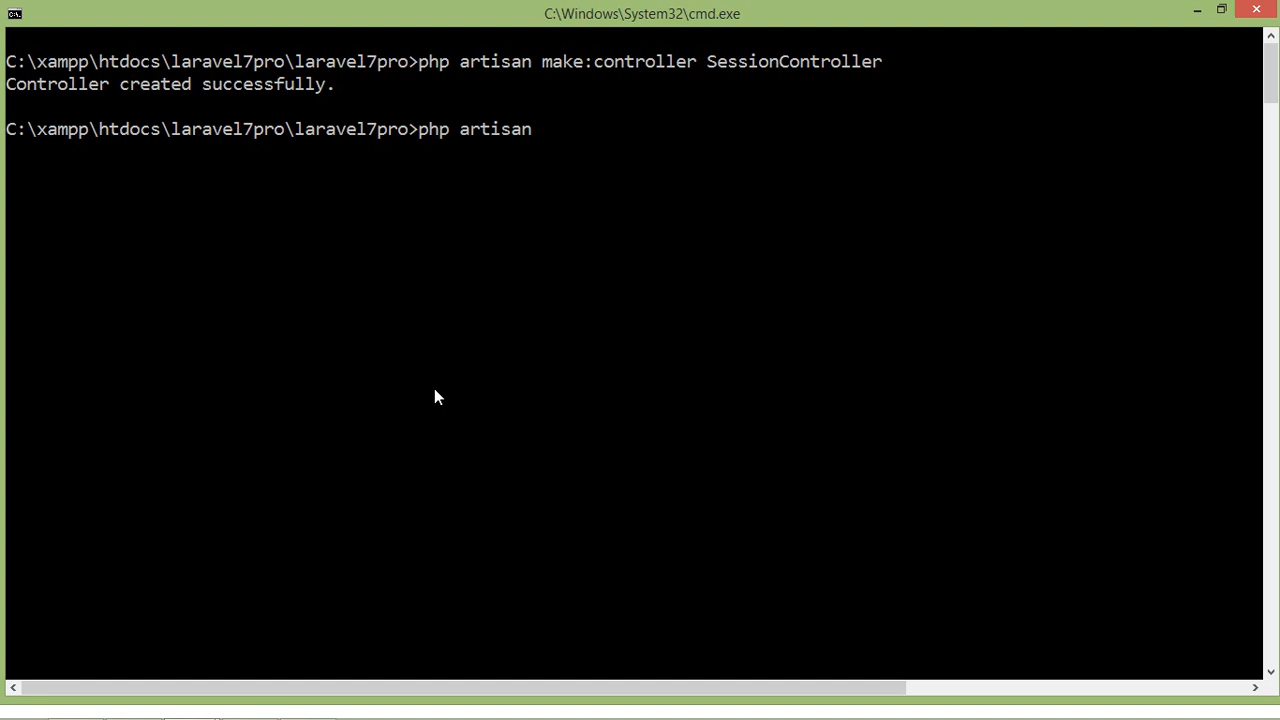 C:\Windows\System32\cmd.exe
C:\xampp\htdocs\laravel7pro\laravel7pro>php artisan make:controller SessionController
Controller created successfully.
C:\xampp\htdocs\laravel7pro\laravel7pro>php artisan